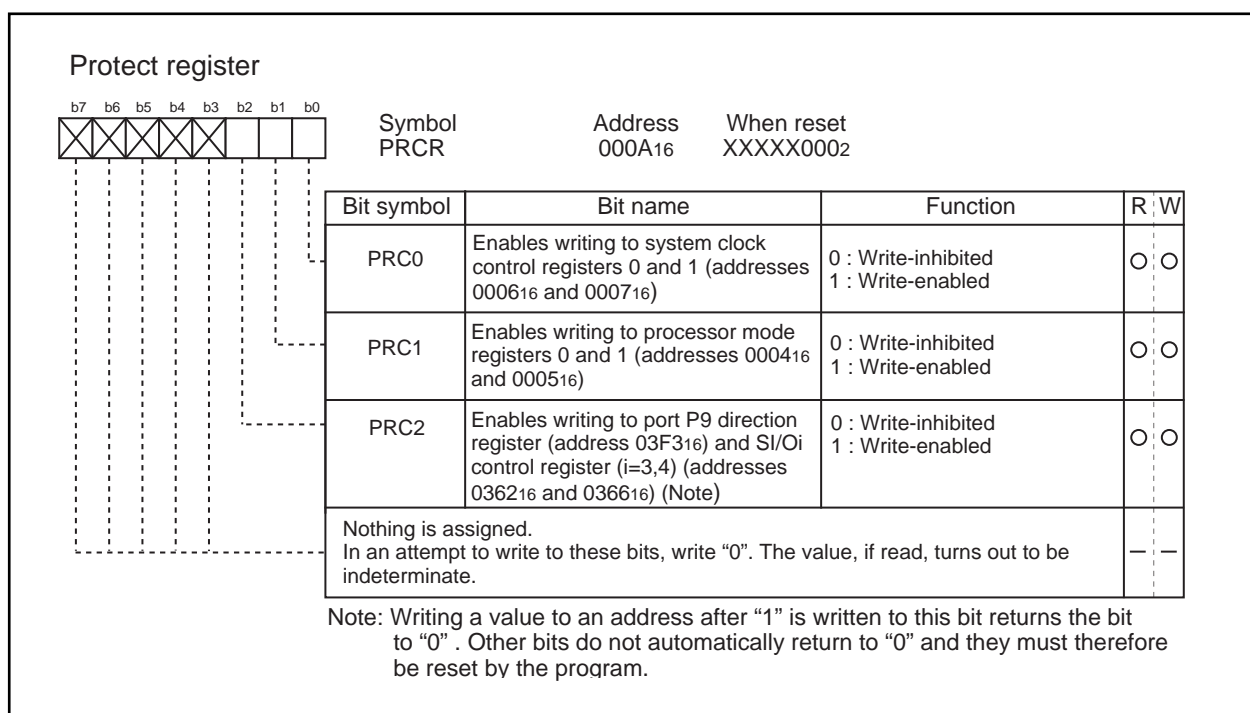 Protect register
b7 b6 b5 b4 b3 b2 b1 b0
Symbol Address When reset
PRCR 000A16 XXXXX0002
Bit symbol Bit name Function R W
PRC0 Enables writing to system clock
control registers 0 and 1 (addresses
000616 and 000716)
0 : Write-inhibited
1 : Write-enabled
PRC1 Enables writing to processor mode
registers 0 and 1 (addresses 000416
and 000516)
0 : Write-inhibited
1 : Write-enabled
PRC2 Enables writing to port P9 direction
register (address 03F316) and SI/Oi
control register (i=3,4) (addresses
036216 and 036616) (Note)
0 : Write-inhibited
1 : Write-enabled
Nothing is assigned.
In an attempt to write to these bits, write “0”. The value, if read, turns out to be
indeterminate.
Note: Writing a value to an address after “1” is written to this bit returns the bit
to “0” . Other bits do not automatically return to “0” and they must therefore
be reset by the program.